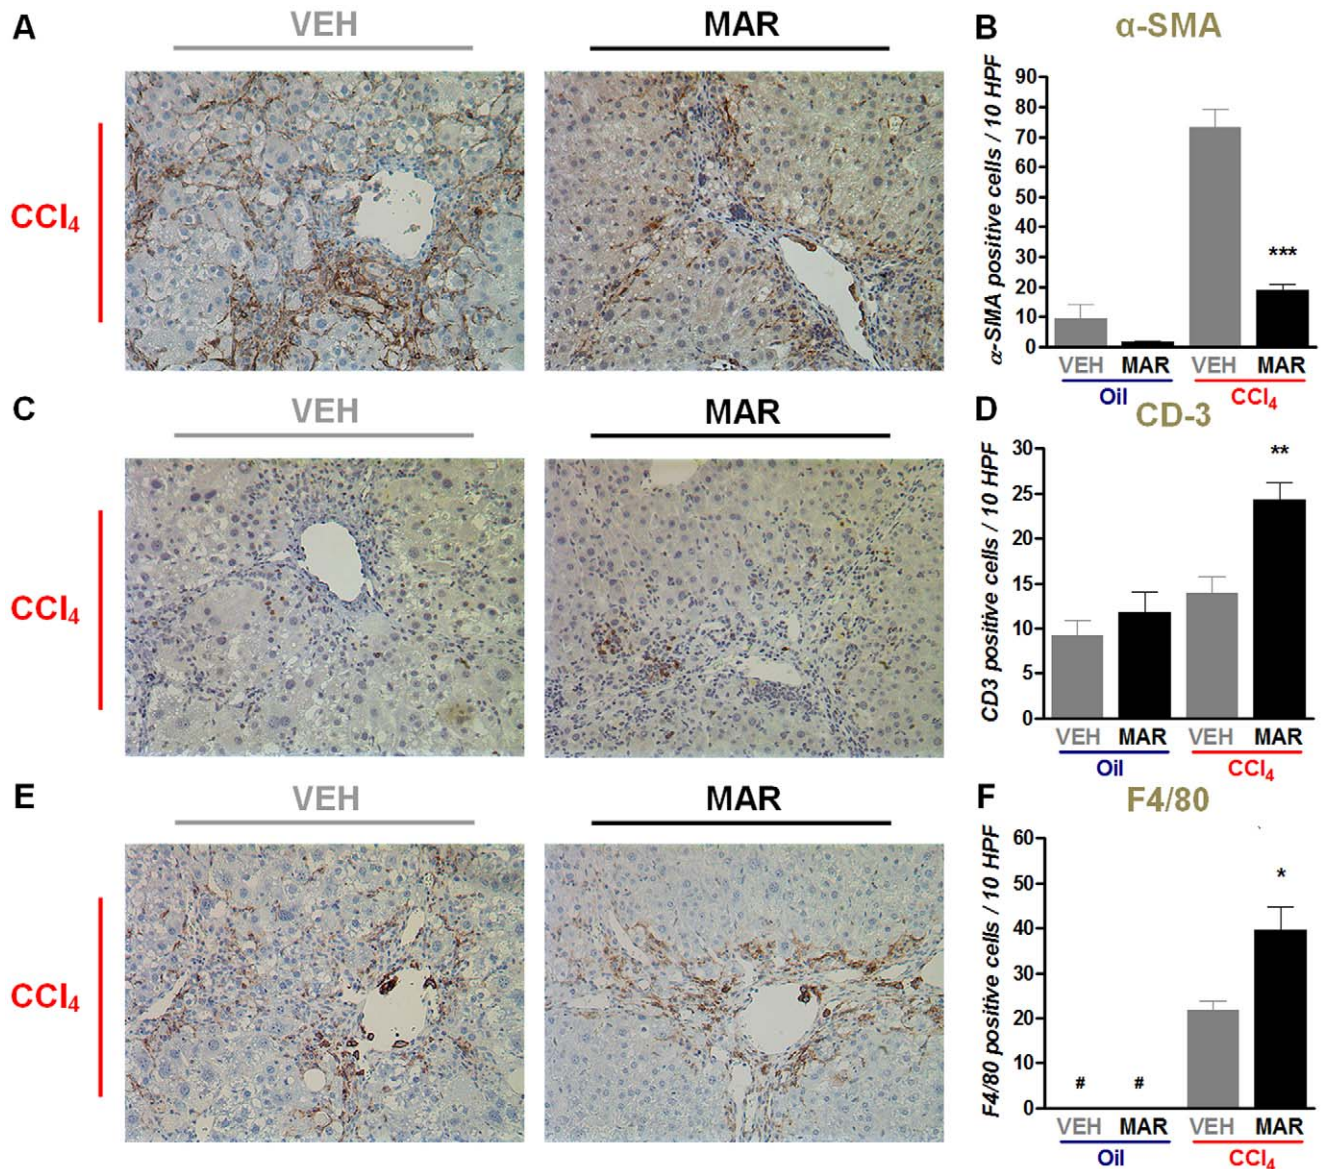 A
VEH
MAR
CCl₄
B
α-SMA
α-SMA positive cells / 10 HPF
90
80
70
60
50
40
30
20
10
0
***
VEH MAR VEH MAR
Oil CCl₄
C
VEH
MAR
CCl₄
D
CD-3
CD3 positive cells / 10 HPF
30
25
20
15
10
5
0
**
VEH MAR VEH MAR
Oil CCl₄
E
VEH
MAR
CCl₄
F
F4/80
F4/80 positive cells / 10 HPF
60
50
40
30
20
10
0
*
# #
VEH MAR VEH MAR
Oil CCl₄